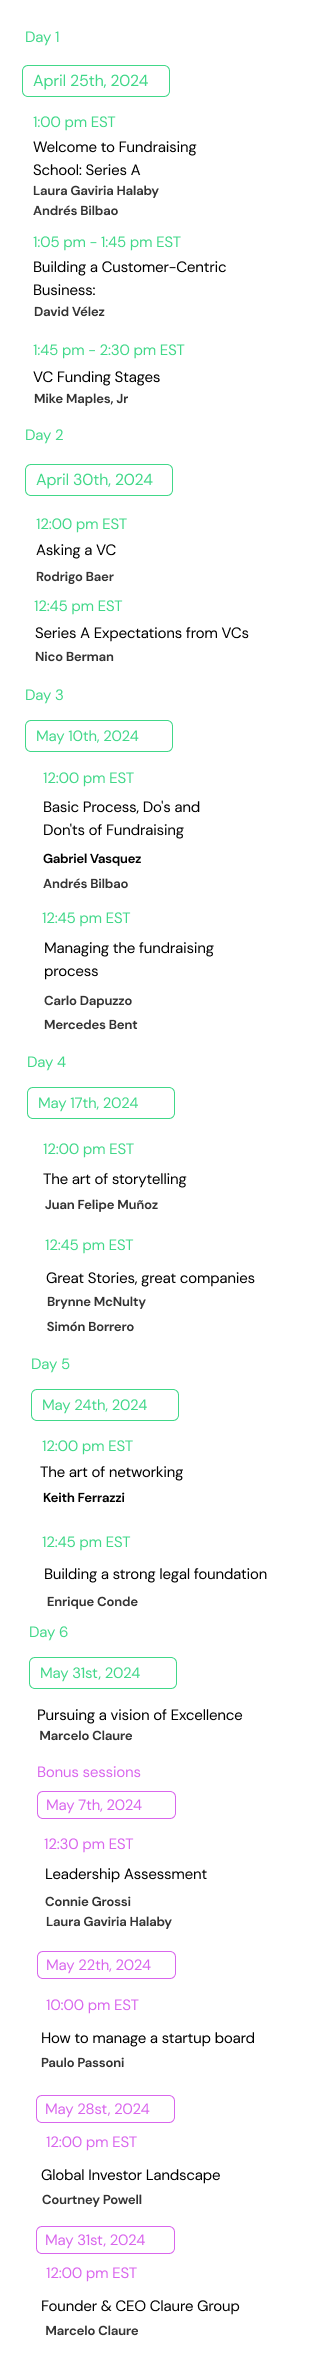 Day 1
April 25th, 2024
1:00 pm EST
Welcome to Fundraising
School: Series A
Laura Gaviria Halaby
Andrés Bilbao
1:05 pm - 1:45 pm EST
Building a Customer-Centric
Business:
David Vélez
1:45 pm - 2:30 pm EST
VC Funding Stages
Mike Maples, Jr
Day 2
April 30th, 2024
12:00 pm EST
Asking a VC
Rodrigo Baer
12:45 pm EST
Series A Expectations from VCs
Nico Berman
Day 3
May 10th, 2024
12:00 pm EST
Basic Process, Do's and
Don'ts of Fundraising
Gabriel Vasquez
Andrés Bilbao
12:45 pm EST
Managing the fundraising
process
Carlo Dapuzzo
Mercedes Bent
Day 4
May 17th, 2024
12:00 pm EST
The art of storytelling
Juan Felipe Muñoz
12:45 pm EST
Great Stories, great companies
Brynne McNulty
Simón Borrero
Day 5
May 24th, 2024
12:00 pm EST
The art of networking
Keith Ferrazzi
12:45 pm EST
Building a strong legal foundation
Enrique Conde
Day 6
May 31st, 2024
Pursuing a vision of Excellence
Marcelo Claure
Bonus sessions
May 7th, 2024
12:30 pm EST
Leadership Assessment
Connie Grossi
Laura Gaviria Halaby
May 22th, 2024
10:00 pm EST
How to manage a startup board
Paulo Passoni
May 28st, 2024
12:00 pm EST
Global Investor Landscape
Courtney Powell
May 31st, 2024
12:00 pm EST
Founder & CEO Claure Group
Marcelo Claure